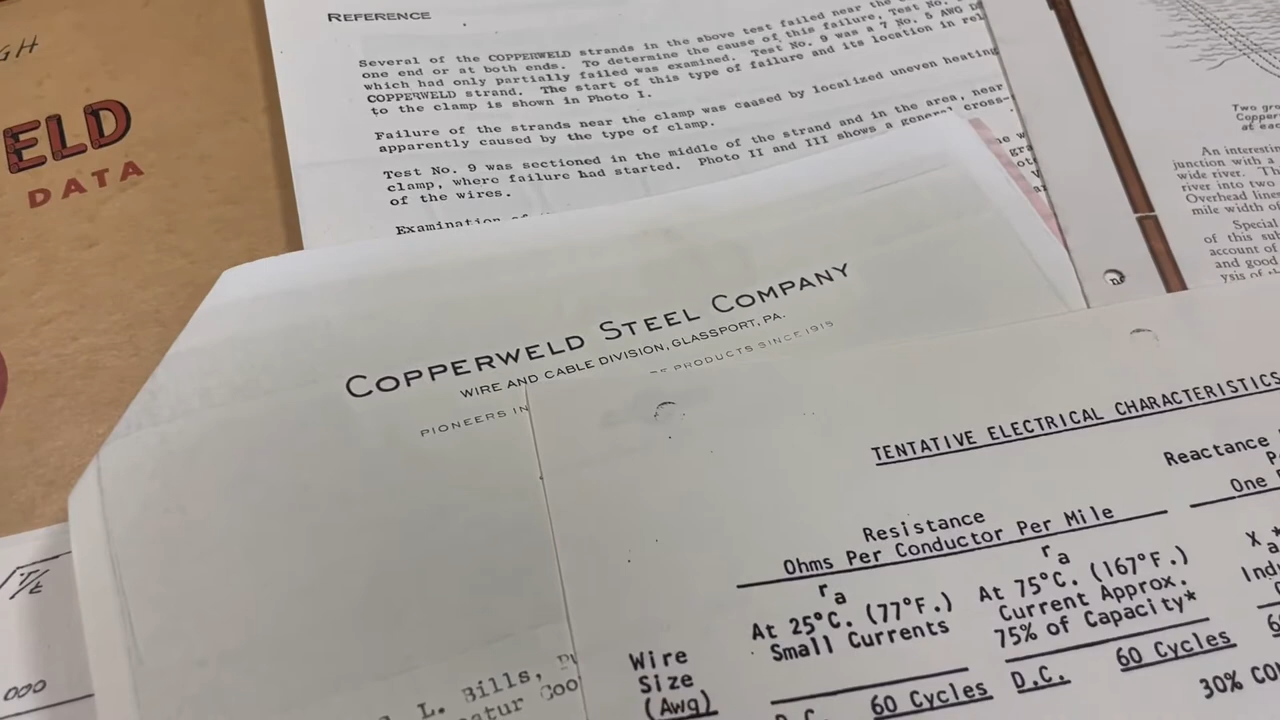 GH
ELD
DATA
REFERENCE
Several of the COPPERWELD strands in the above test failed near the
one end or at both ends. To determine the cause of this failure, Test No.
which had only partially failed was examined. Test No. 9 was a 7 No. 5 AWG
COPPERWELD strand. The start of this type of failure and its location in rel
to the clamp is shown in Photo I.
Failure of the strands near the clamp was caused by localized uneven heating
apparently caused by the type of clamp.
Test No. 9 was sectioned in the middle of the strand and in the area, near
clamp, where failure had started. Photo II and III shows a general cross-
of the wires.
Examination
COPPERWELD STEEL COMPANY
WIRE AND CABLE DIVISION, GLASSPORT, PA.
PIONEERS IN PRODUCTS SINCE 1915
L. Bills,
atur Coo
Two gr
Copper
at ea
An interestin
junction with a
wide river. Th
river into two
Overhead lines
mile width of
Special
of this sub
account of
and good
ysis of
TENTATIVE ELECTRICAL CHARACTERISTICS
Resistance
Ohms Per Conductor Per Mile
Reactance
One
ra
At 25°C. (77°F.)
Small Currents
ra
At 75°C. (167°F.)
Current Approx.
75% of Capacity*
Xa*
Ind
Wire
Size
(Awg)
D.C.
60 Cycles
D.C.
60 Cycles
30% CO
000